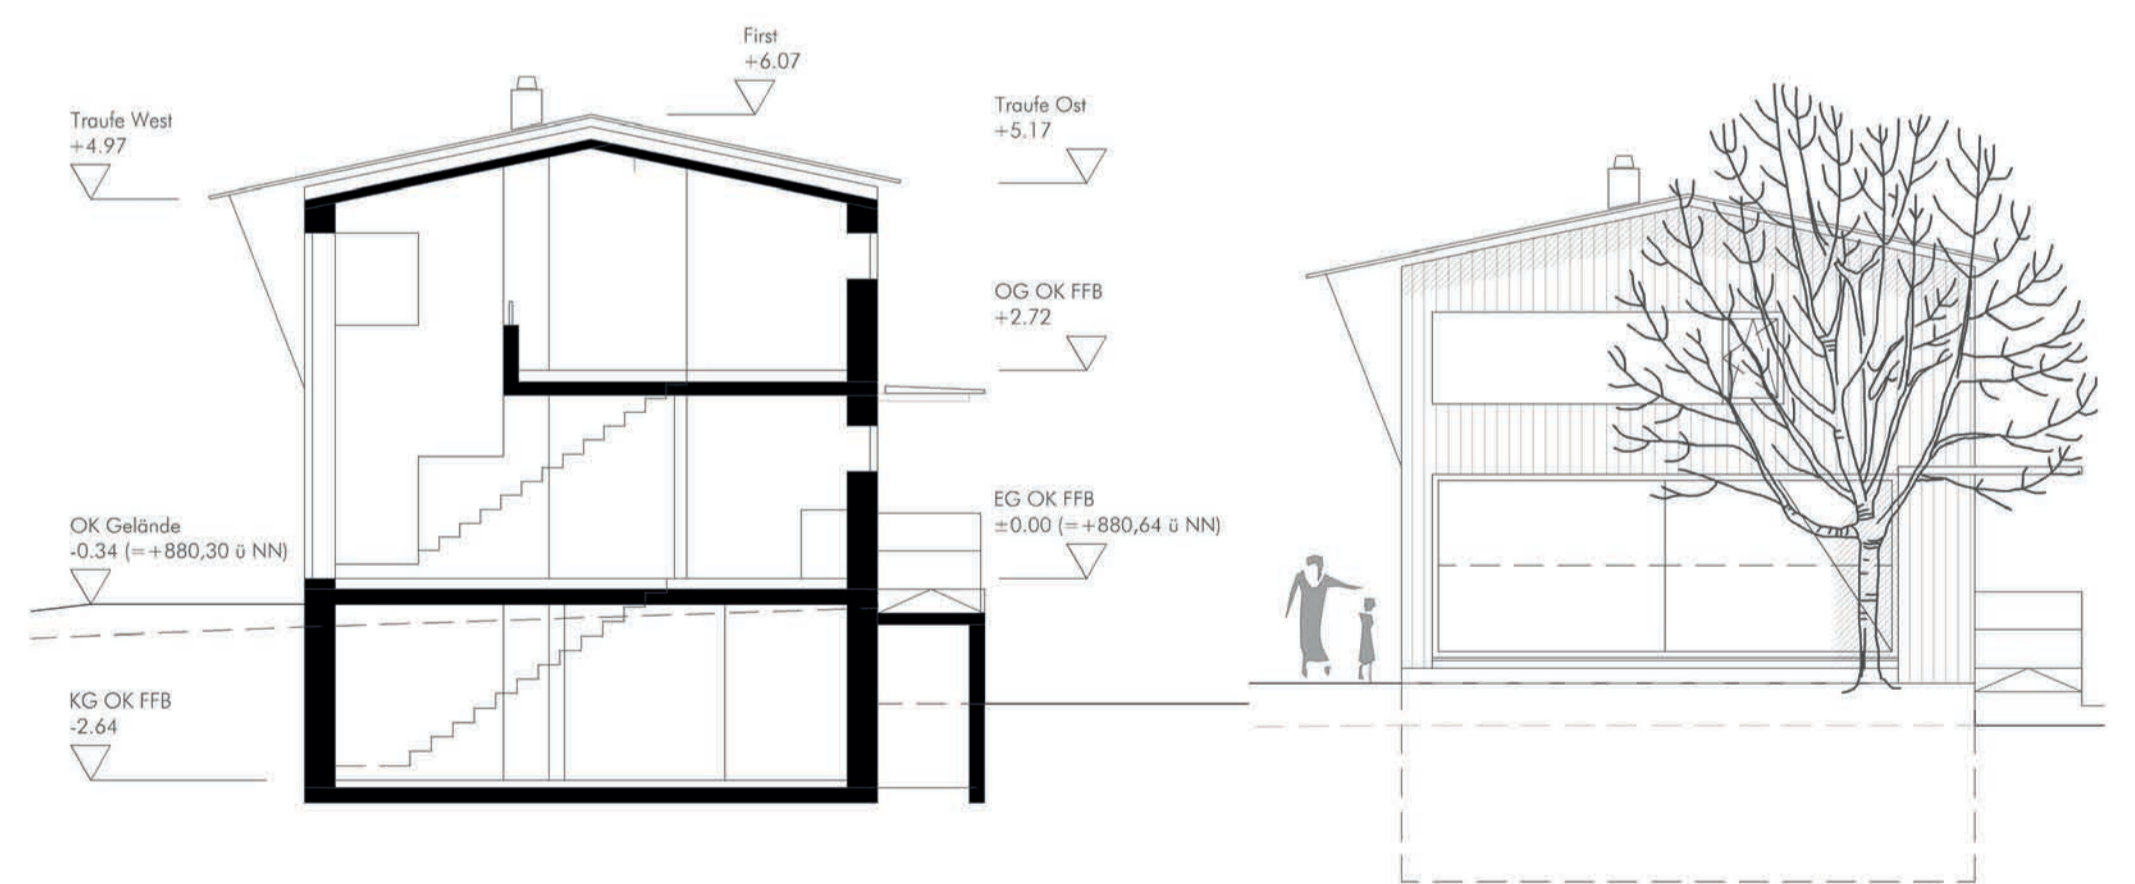 First
+6.07
Traufe West
+4.97
Traufe Ost
+5.17
OG OK FFB
+2.72
EG OK FFB
±0.00 (=+880,64 ü NN)
OK Gelände
-0.34 (=+880,30 ü NN)
KG OK FFB
-2.64